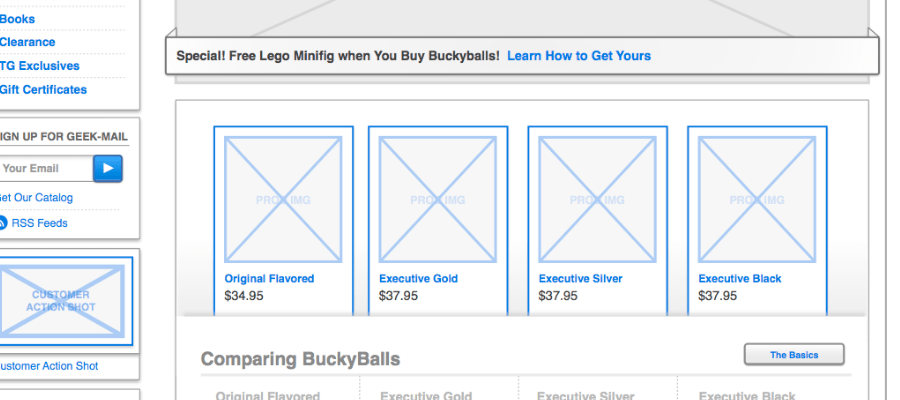 Books
Clearance
TG Exclusives
Gift Certificates
IGN UP FOR GEEK-MAIL
Your Email
et Our Catalog
RSS Feeds
CUSTOMER
ACTION SHOT
ustomer Action Shot
Special! Free Lego Minifig when You Buy Buckyballs! Learn How to Get Yours
PROD IMG
PROD IMG
PROD IMG
PROD IMG
Original Flavored
$34.95
Executive Gold
$37.95
Executive Silver
$37.95
Executive Black
$37.95
Comparing BuckyBalls
The Basics
Original Flavored
Executive Gold
Executive Silver
Executive Black